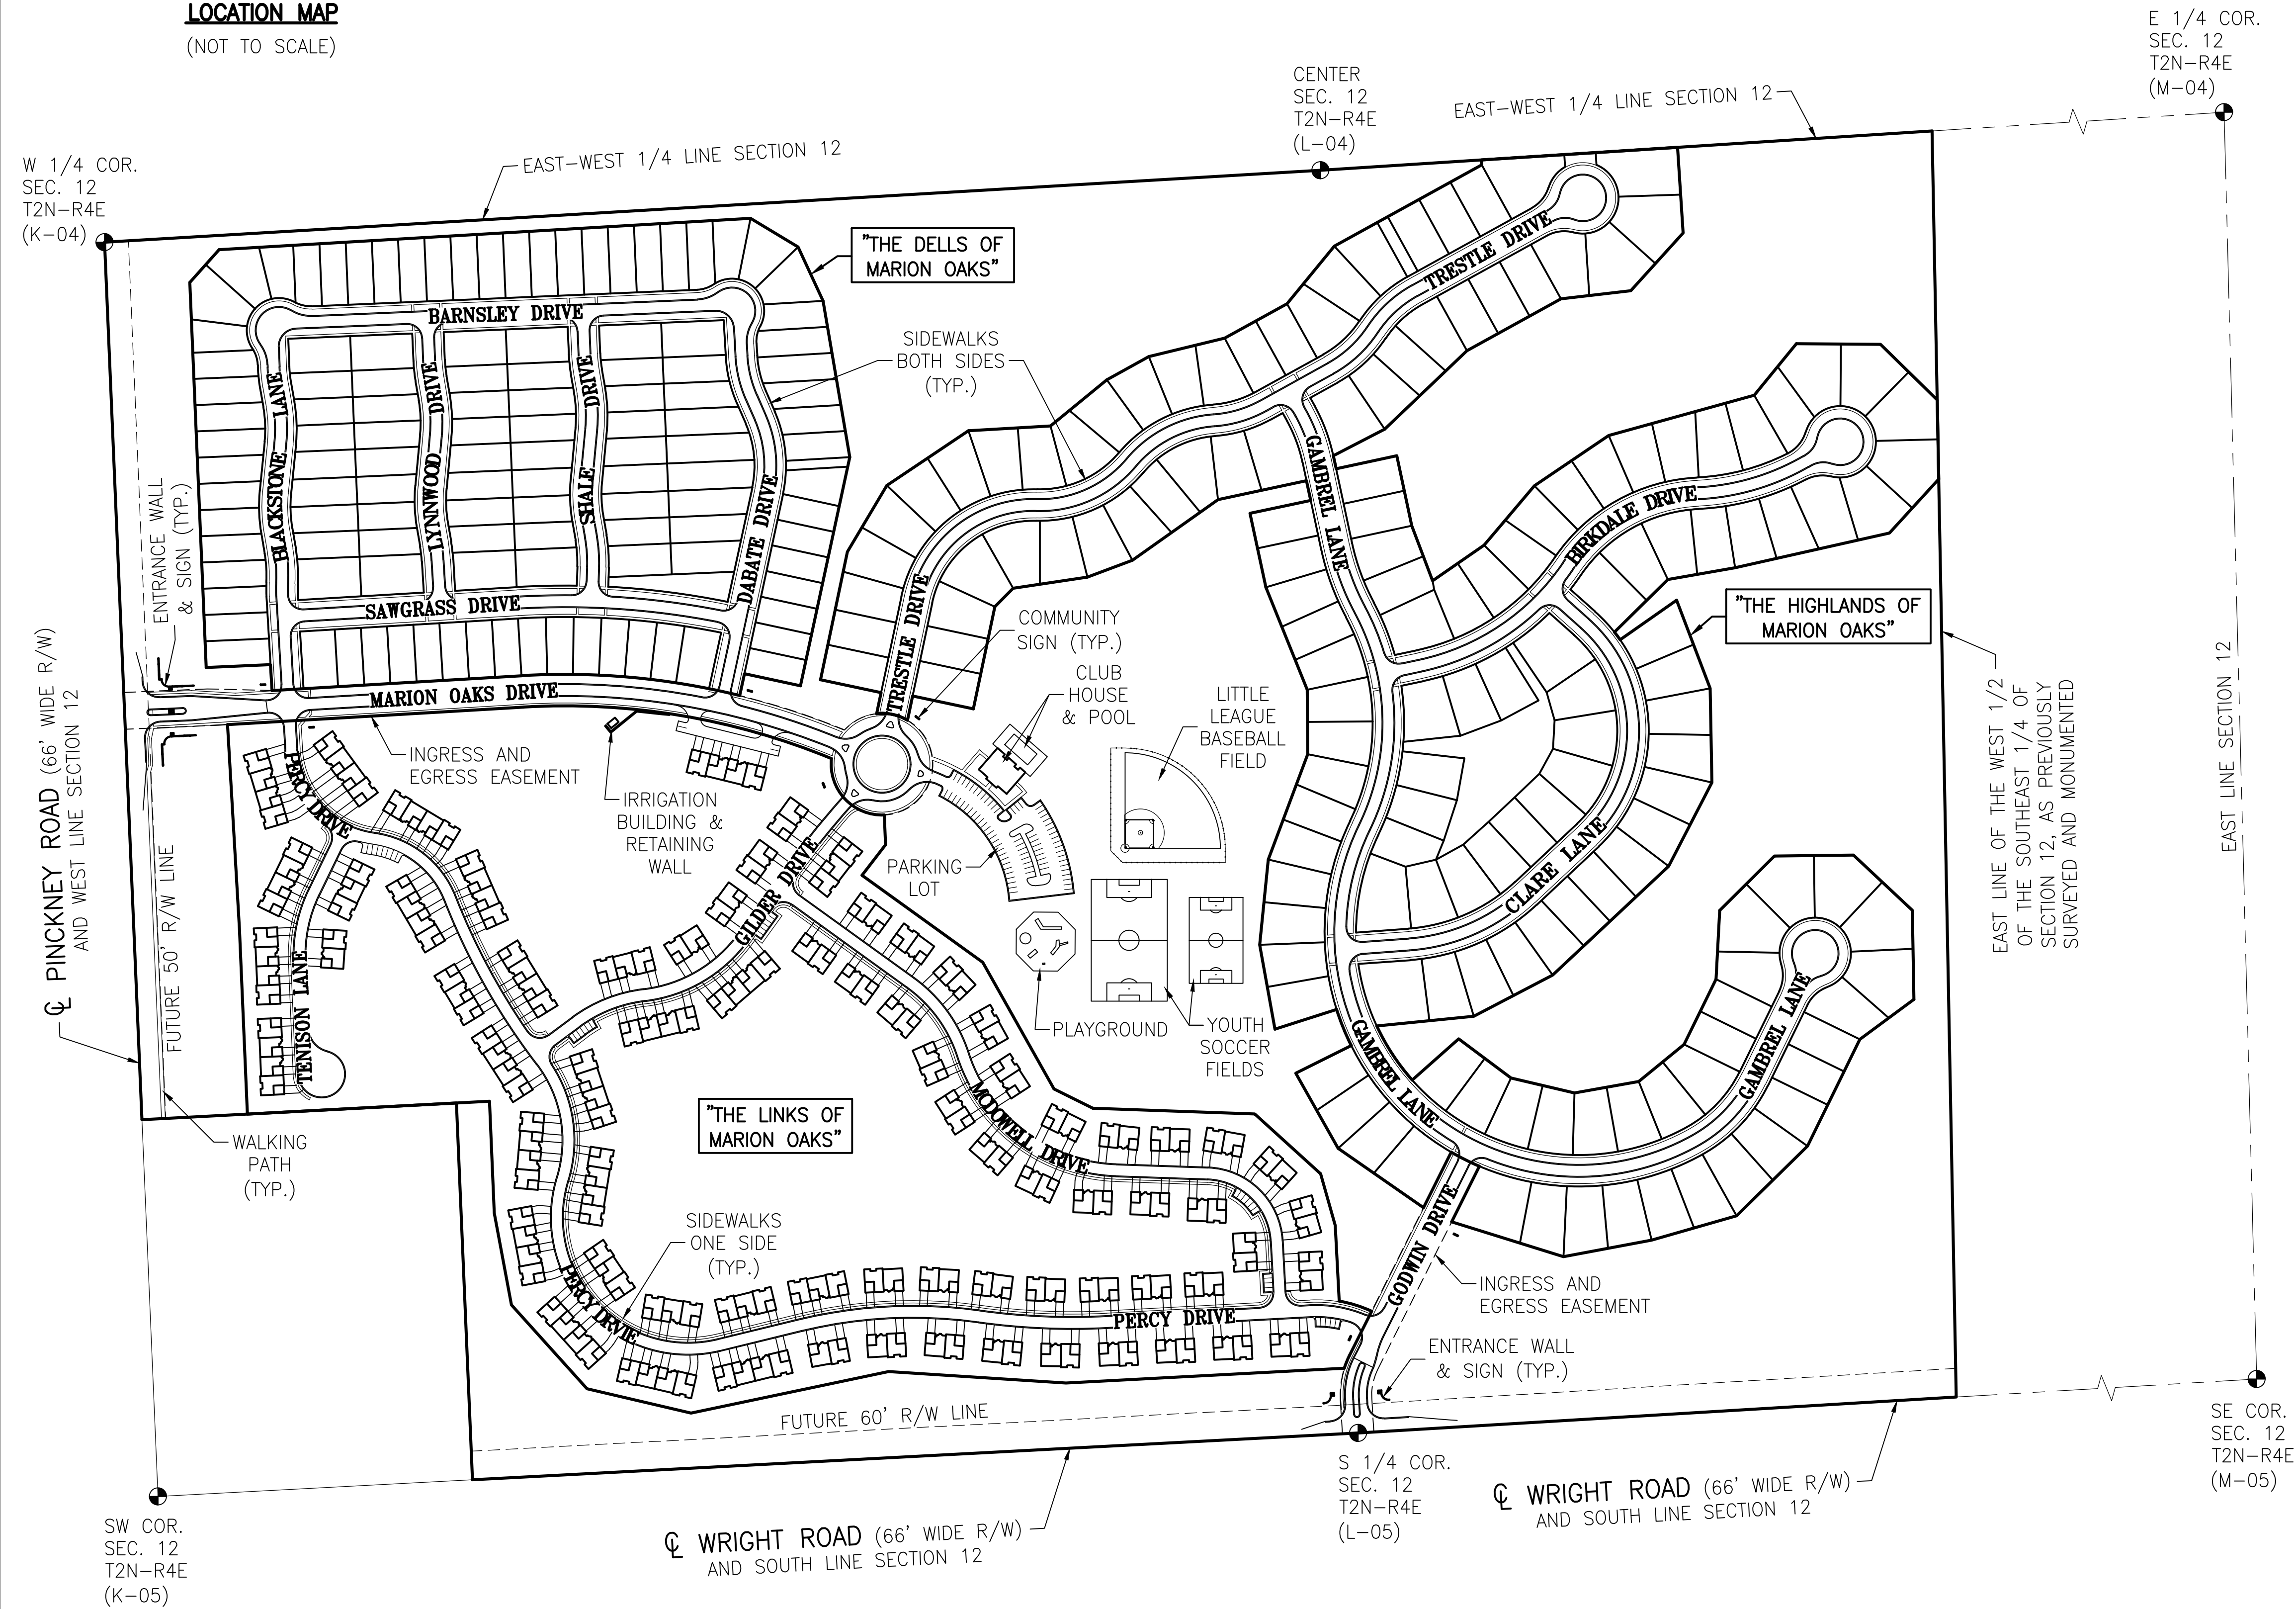 LOCATION MAP
(NOT TO SCALE)
E 1/4 COR.
SEC. 12
T2N-R4E
(M-04)
CENTER
SEC. 12
T2N-R4E
(L-04)
EAST-WEST 1/4 LINE SECTION 12
W 1/4 COR.
SEC. 12
T2N-R4E
(K-04)
EAST-WEST 1/4 LINE SECTION 12
"THE DELLS OF
MARION OAKS"
TRESTLE DRIVE
BARNSLEY DRIVE
SIDEWALKS
BOTH SIDES
(TYP.)
BLACKSTONE LANE
LYNNWOOD DRIVE
SHALE DRIVE
DABATE DRIVE
GAMBREL LANE
BIRKDALE DRIVE
ENTRANCE WALL
& SIGN (TYP.)
SAWGRASS DRIVE
TRESTLE DRIVE
COMMUNITY
SIGN (TYP.)
"THE HIGHLANDS OF
MARION OAKS"
CLUB
HOUSE
& POOL
LITTLE
LEAGUE
BASEBALL
FIELD
MARION OAKS DRIVE
INGRESS AND
EGRESS EASEMENT
IRRIGATION
BUILDING &
RETAINING
WALL
PERCY DRIVE
GILDER DRIVE
PARKING
LOT
CLARE LANE
EAST LINE OF THE WEST 1/2
OF THE SOUTHEAST 1/4 OF
SECTION 12, AS PREVIOUSLY
SURVEYED AND MONUMENTED
EAST LINE SECTION 12
℄ PINCKNEY ROAD (66' WIDE R/W)
AND WEST LINE SECTION 12
FUTURE 50' R/W LINE
TENISON LANE
PLAYGROUND
YOUTH
SOCCER
FIELDS
GAMBREL LANE
GAMBREL LANE
WALKING
PATH
(TYP.)
"THE LINKS OF
MARION OAKS"
MCDOWELL DRIVE
SIDEWALKS
ONE SIDE
(TYP.)
PERCY DRVIE
PERCY DRIVE
GODWIN DRIVE
INGRESS AND
EGRESS EASEMENT
ENTRANCE WALL
& SIGN (TYP.)
FUTURE 60' R/W LINE
SE COR.
SEC. 12
T2N-R4E
(M-05)
S 1/4 COR.
SEC. 12
T2N-R4E
(L-05)
℄ WRIGHT ROAD (66' WIDE R/W)
AND SOUTH LINE SECTION 12
SW COR.
SEC. 12
T2N-R4E
(K-05)
℄ WRIGHT ROAD (66' WIDE R/W)
AND SOUTH LINE SECTION 12